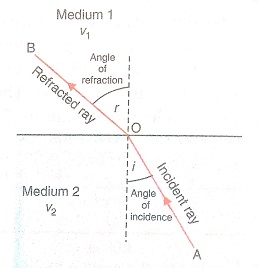 Medium 1
v₁
B
Angle
of
refraction
Refracted ray
r
O
i
Incident ray
Medium 2
v₂
Angle
of
incidence
A